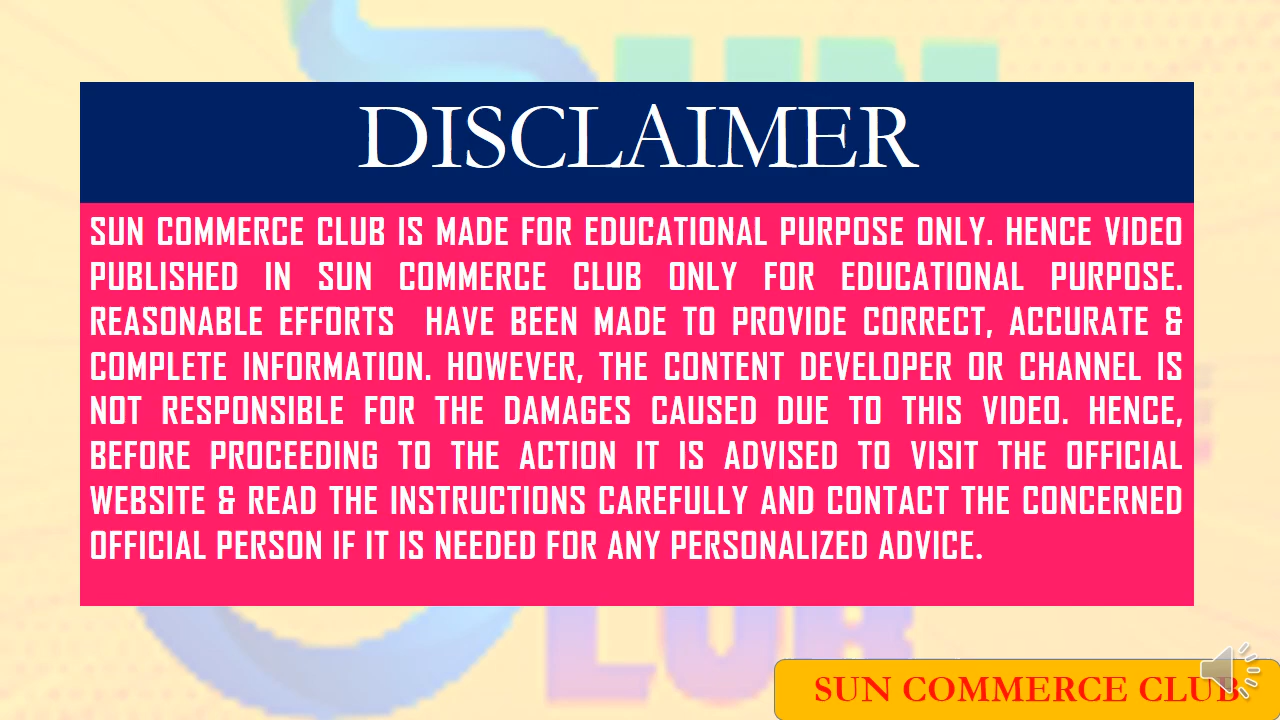 DISCLAIMER
SUN COMMERCE CLUB IS MADE FOR EDUCATIONAL PURPOSE ONLY. HENCE VIDEO
PUBLISHED IN SUN COMMERCE CLUB ONLY FOR EDUCATIONAL PURPOSE.
REASONABLE EFFORTS HAVE BEEN MADE TO PROVIDE CORRECT, ACCURATE &
COMPLETE INFORMATION. HOWEVER, THE CONTENT DEVELOPER OR CHANNEL IS
NOT RESPONSIBLE FOR THE DAMAGES CAUSED DUE TO THIS VIDEO. HENCE,
BEFORE PROCEEDING TO THE ACTION IT IS ADVISED TO VISIT THE OFFICIAL
WEBSITE & READ THE INSTRUCTIONS CAREFULLY AND CONTACT THE CONCERNED
OFFICIAL PERSON IF IT IS NEEDED FOR ANY PERSONALIZED ADVICE.
SUN COMMERCE CLUB